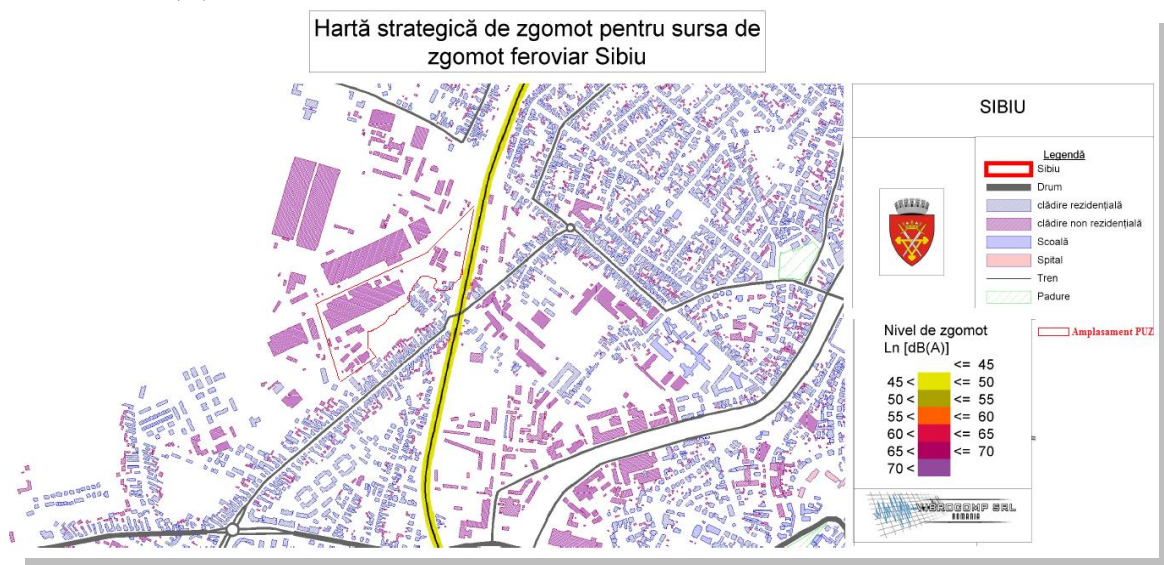 Hartă strategică de zgomot pentru sursa de
zgomot feroviar Sibiu
SIBIU
Legendă
Sibiu
Drum
clădire rezidențială
clădire non rezidențială
Scoală
Spital
Tren
Padure
Amplasament PUZ
Nivel de zgomot
Ln [dB(A)]
<= 45
45 < <= 50
50 < <= 55
55 < <= 60
60 < <= 65
65 < <= 70
70 <
VIBROCOMP SRL
ROMANIA